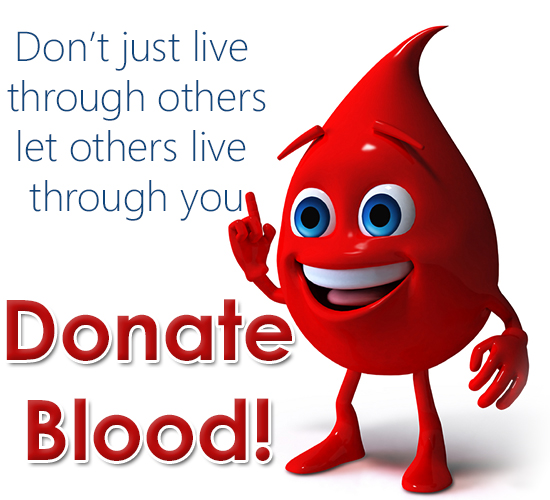 Don't just live
through others
let others live
through you
Donate
Blood!